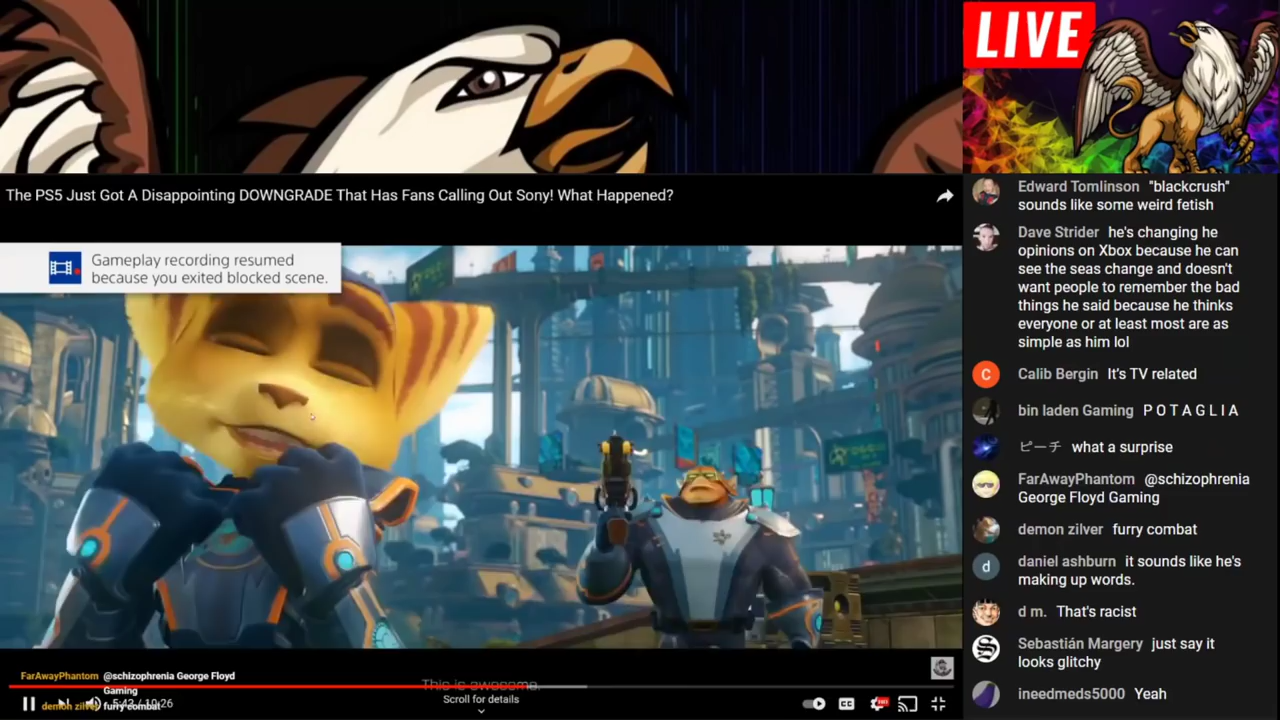 LIVE
The PS5 Just Got A Disappointing DOWNGRADE That Has Fans Calling Out Sony! What Happened?
Gameplay recording resumed
because you exited blocked scene.
Edward Tomlinson "blackcrush"
sounds like some weird fetish
Dave Strider he's changing he
opinions on Xbox because he can
see the seas change and doesn't
want people to remember the bad
things he said because he thinks
everyone or at least most are as
simple as him lol
C
Calib Bergin It's TV related
bin laden Gaming P O T A G L I A
ピーチ what a surprise
FarAwayPhantom @schizophrenia
George Floyd Gaming
demon zilver furry combat
d
daniel ashburn it sounds like he's
making up words.
d m. That's racist
Sebastián Margery just say it
looks glitchy
ineedmeds5000 Yeah
FarAwayPhantom @schizophrenia George Floyd
Gaming
demon zilver furry combat
This is awesome.
Scroll for details
CC